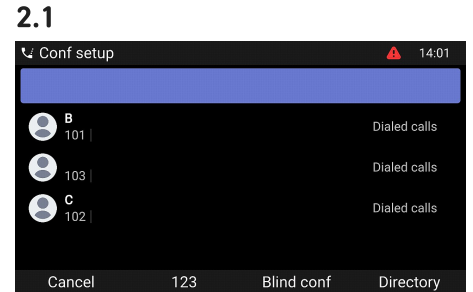 2.1
Conf setup 14:01
B
101 Dialed calls
103 Dialed calls
C
102 Dialed calls
Cancel 123 Blind conf Directory